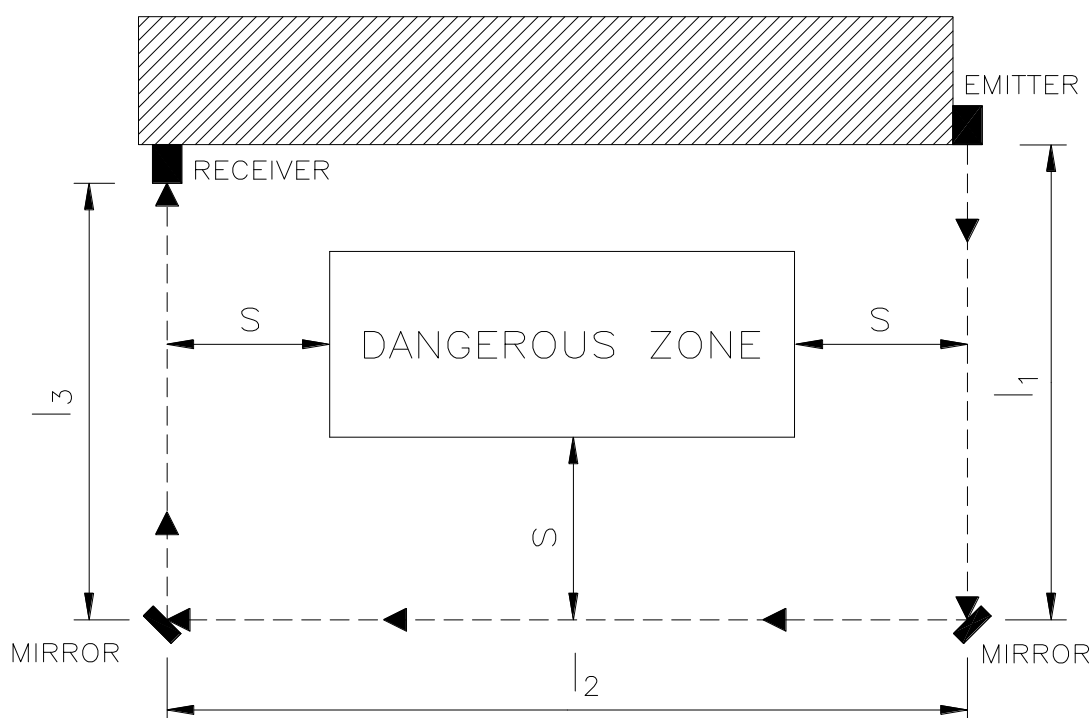 EMITTER
RECEIVER
S
S
DANGEROUS ZONE
l3
l1
S
MIRROR
MIRROR
l2